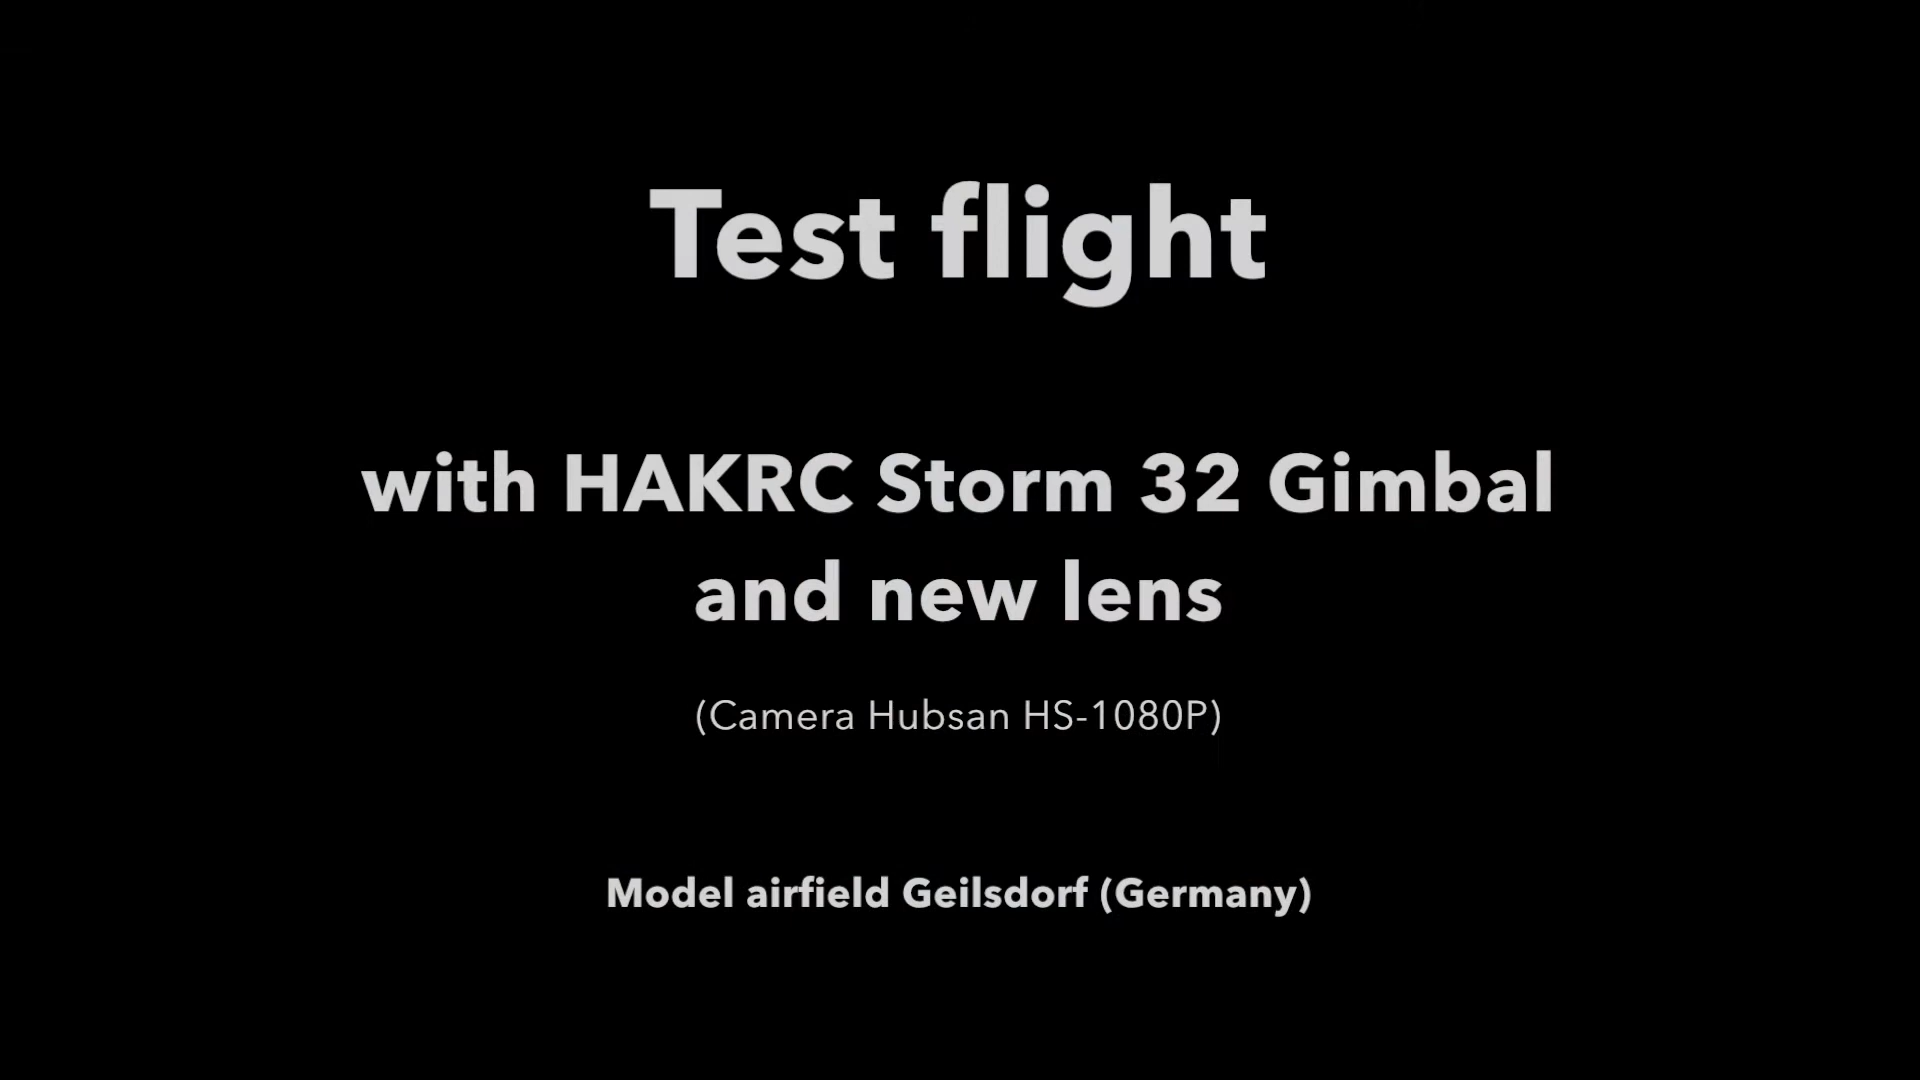 Test flight
with HAKRC Storm 32 Gimbal
and new lens
(Camera Hubsan HS-1080P)
Model airfield Geilsdorf (Germany)